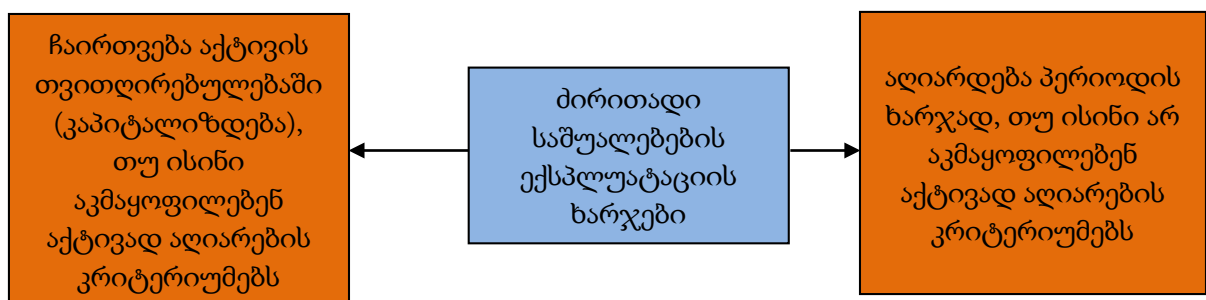 ჩაირთვება აქტივის
თვითღირებულებაში
(კაპიტალიზდება),
თუ ისინი
აკმაყოფილებენ
აქტივად აღიარების
კრიტერიუმებს
ძირითადი
საშუალებების
ექსპლუატაციის
ხარჯები
აღიარდება პერიოდის
ხარჯად, თუ ისინი არ
აკმაყოფილებენ
აქტივად აღიარების
კრიტერიუმებს